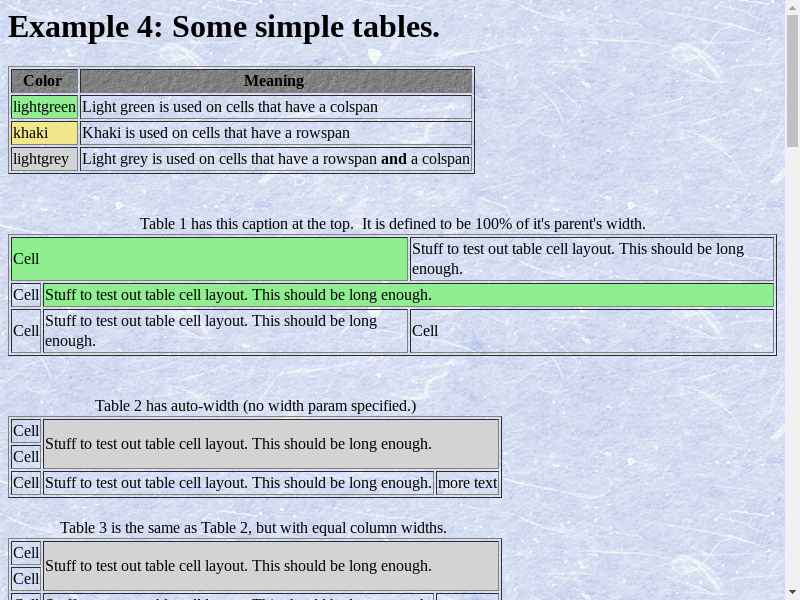 Example 4: Some simple tables.
Color Meaning
lightgreen Light green is used on cells that have a colspan
khaki Khaki is used on cells that have a rowspan
lightgrey Light grey is used on cells that have a rowspan and a colspan
Table 1 has this caption at the top.  It is defined to be 100% of it's parent's width.
Cell Stuff to test out table cell layout. This should be long
enough.
Cell Stuff to test out table cell layout. This should be long enough.
Cell Stuff to test out table cell layout. This should be long
enough. Cell
Table 2 has auto-width (no width param specified.)
Cell Stuff to test out table cell layout. This should be long enough.
Cell
Cell Stuff to test out table cell layout. This should be long enough. more text
Table 3 is the same as Table 2, but with equal column widths.
Cell Stuff to test out table cell layout. This should be long enough.
Cell